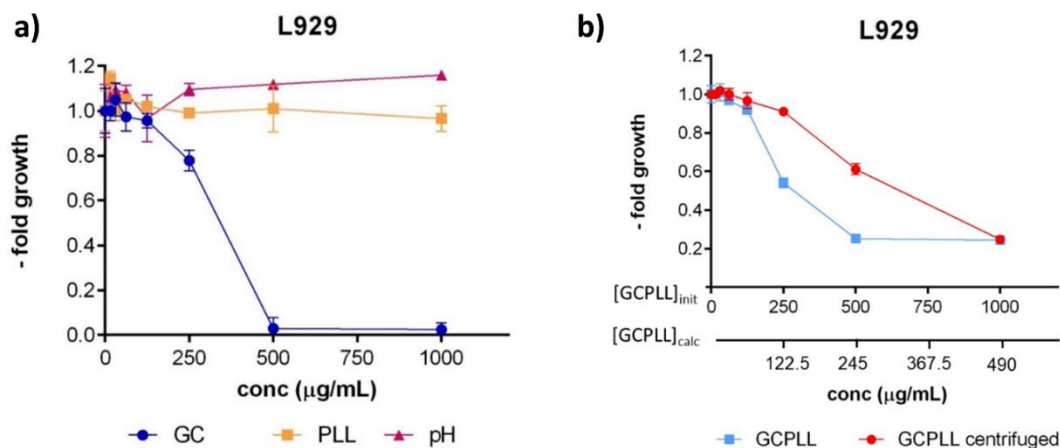 a)
L929
1.2
1.0
0.8
0.6
0.4
0.2
0.0
- fold growth
0 250 500 750 1000
conc (µg/mL)
GC PLL pH
b)
L929
1.2
1.0
0.8
0.6
0.4
0.2
- fold growth
[GCPLL]init 0 250 500 750 1000
[GCPLL]calc
122.5 245 367.5 490
conc (µg/mL)
GCPLL GCPLL centrifuged